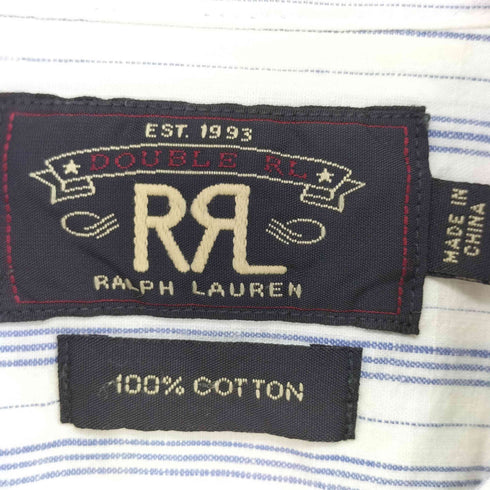 EST. 1993
DOUBLE RL
RRL
RALPH LAUREN
MADE IN
CHINA
100% COTTON